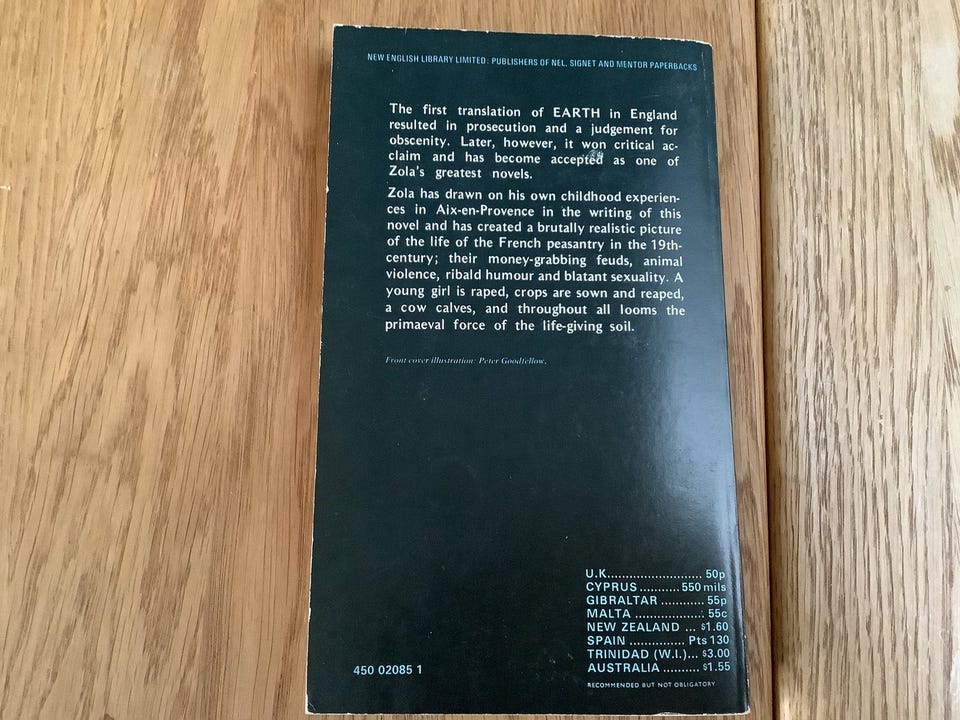 NEW ENGLISH LIBRARY LIMITED: PUBLISHERS OF NEL, SIGNET AND MENTOR PAPERBACKS
The first translation of EARTH in England
resulted in prosecution and a judgement for
obscenity. Later, however, it won critical ac-
claim and has become accepted as one of
Zola's greatest novels.
Zola has drawn on his own childhood experien-
ces in Aix-en-Provence in the writing of this
novel and has created a brutally realistic picture
of the life of the French peasantry in the 19th-
century; their money-grabbing feuds, animal
violence, ribald humour and blatant sexuality. A
young girl is raped, crops are sown and reaped,
a cow calves, and throughout all looms the
primaeval force of the life-giving soil.
Front cover illustration: Peter Goodfellow.
U.K.......................... 50p
CYPRUS ........... 550 mils
GIBRALTAR ............ 55p
MALTA ................... 55c
NEW ZEALAND ... $1.60
SPAIN ............... Pts 130
TRINIDAD (W.I.)... $3.00
AUSTRALIA .......... $1.55
RECOMMENDED BUT NOT OBLIGATORY
450 02085 1